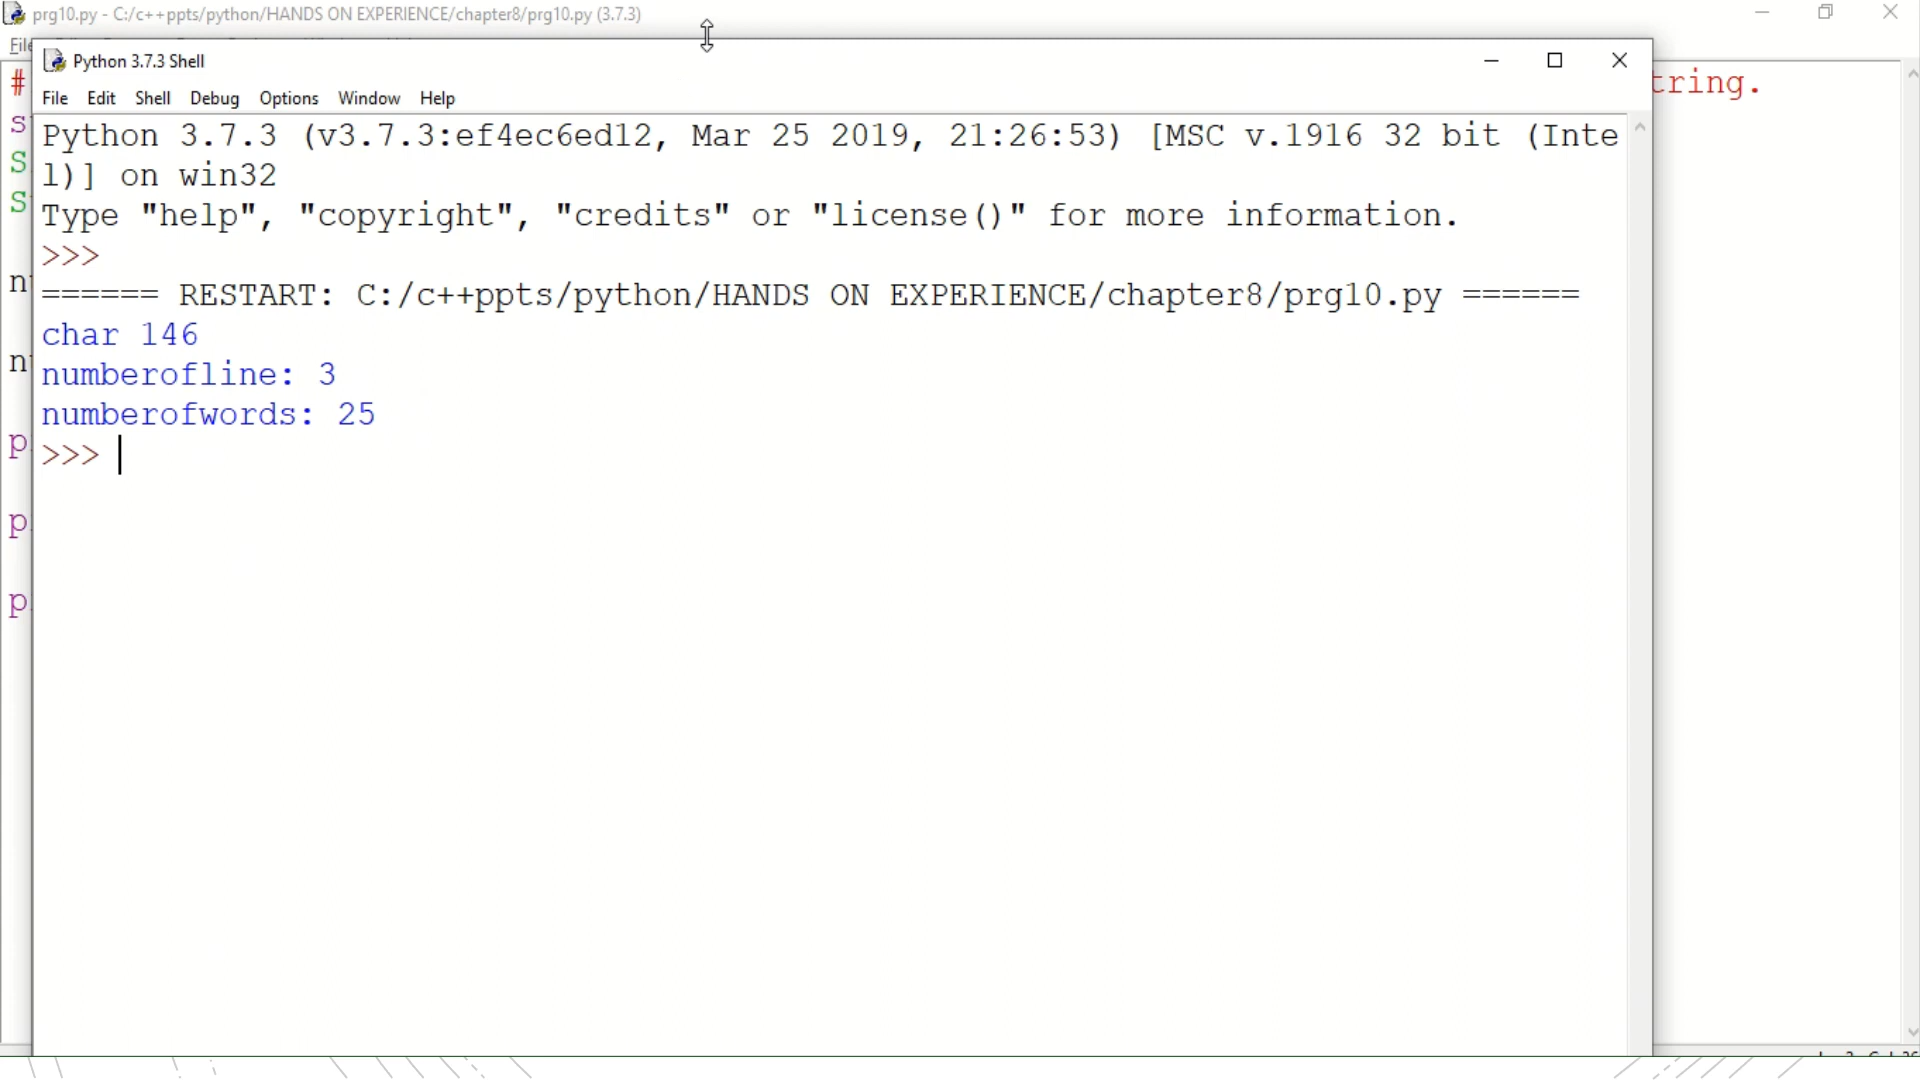 prg10.py - C:/c++ppts/python/HANDS ON EXPERIENCE/chapter8/prg10.py (3.7.3)
File
Python 3.7.3 Shell
File Edit Shell Debug Options Window Help
# tring.
Python 3.7.3 (v3.7.3:ef4ec6ed12, Mar 25 2019, 21:26:53) [MSC v.1916 32 bit (Inte
l)] on win32
Type "help", "copyright", "credits" or "license()" for more information.
>>>
====== RESTART: C:/c++ppts/python/HANDS ON EXPERIENCE/chapter8/prg10.py ======
char 146
numberofline: 3
numberofwords: 25
>>>